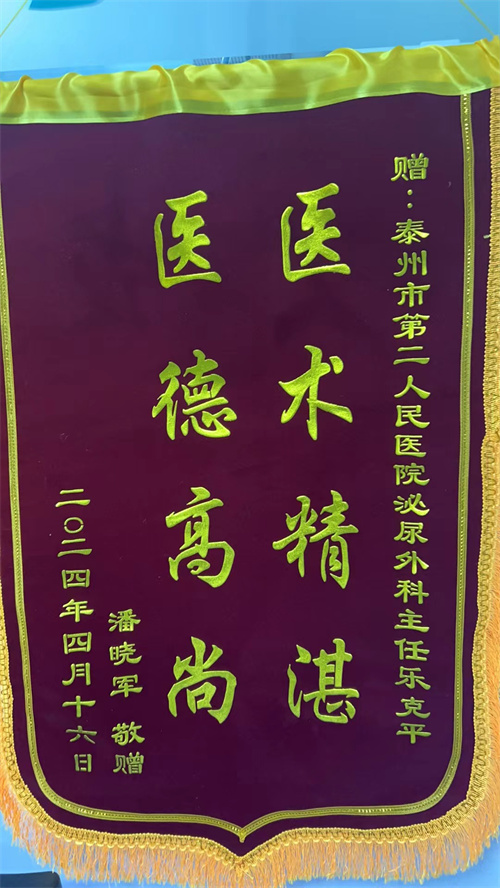 赠：泰州市第二人民医院泌尿外科主任乐克平
医术精湛
医德高尚
潘晓军 敬赠
二〇二四年四月十六日